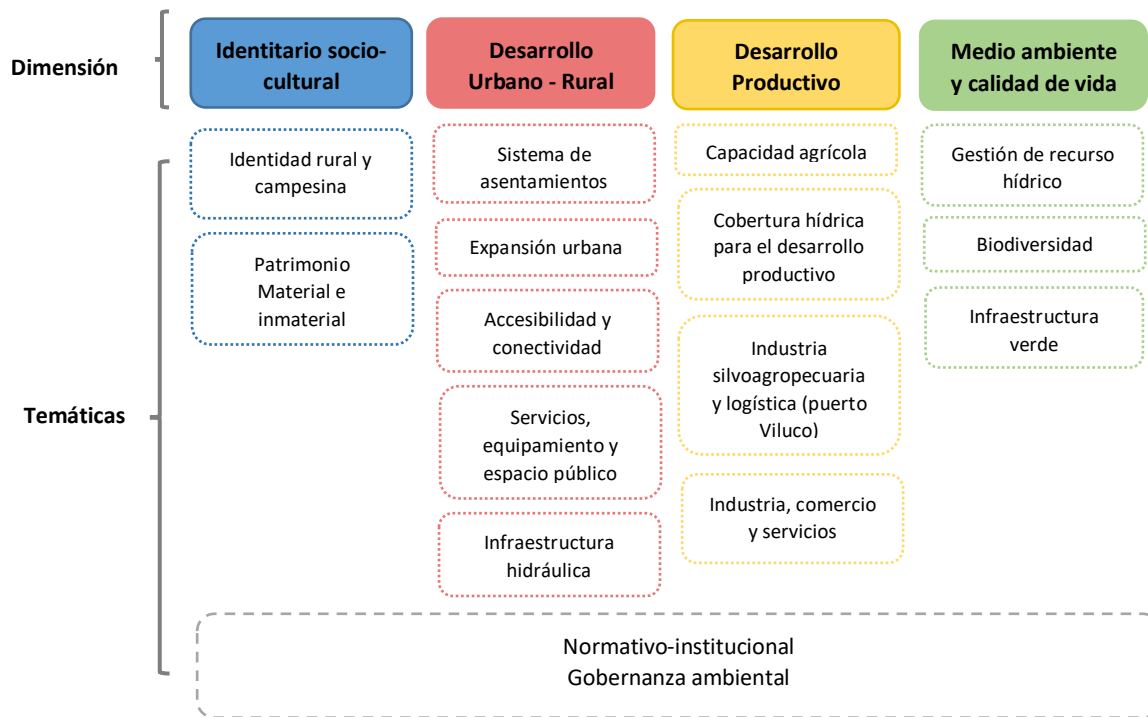 Dimensión
Identitario socio-
cultural
Desarrollo
Urbano - Rural
Desarrollo
Productivo
Medio ambiente
y calidad de vida
Temáticas
Identidad rural y
campesina
Patrimonio
Material e
inmaterial
Sistema de
asentamientos
Expansión urbana
Accesibilidad y
conectividad
Servicios,
equipamiento y
espacio público
Infraestructura
hidráulica
Capacidad agrícola
Cobertura hídrica
para el desarrollo
productivo
Industria
silvoagropecuaria
y logística (puerto
Viluco)
Industria, comercio
y servicios
Gestión de recurso
hídrico
Biodiversidad
Infraestructura
verde
Normativo-institucional
Gobernanza ambiental